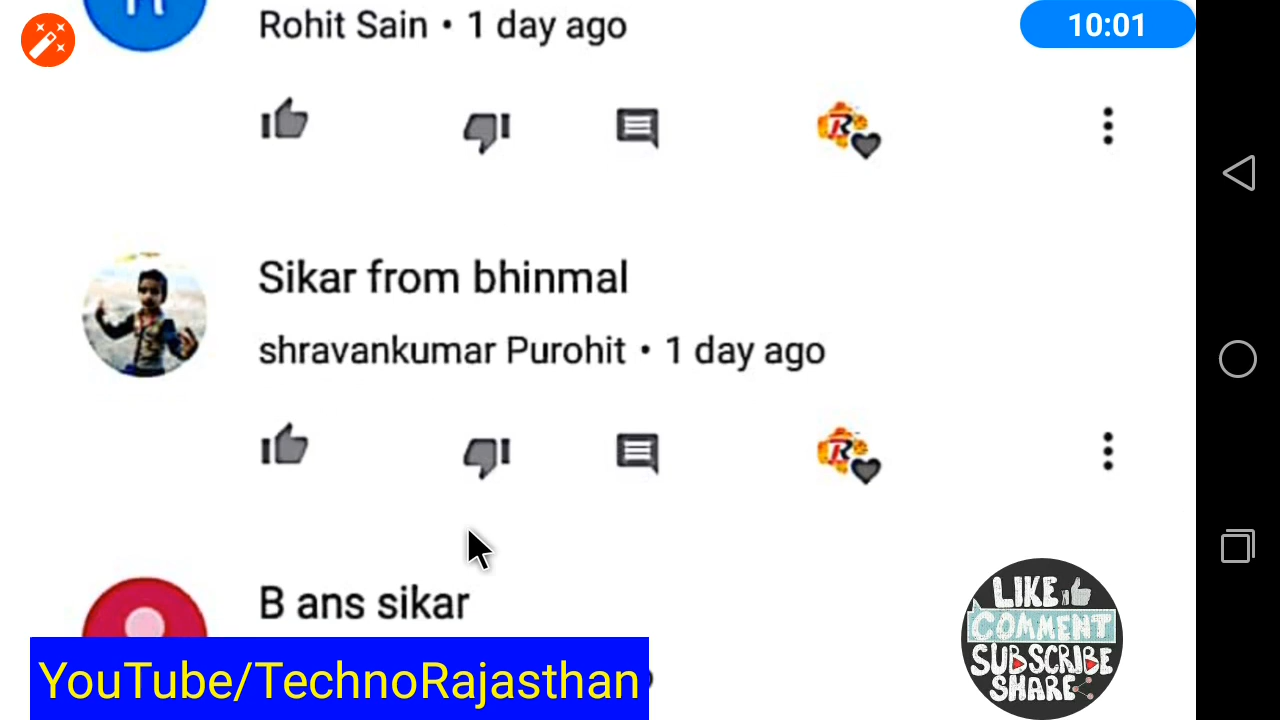 Rohit Sain • 1 day ago
10:01
Sikar from bhinmal
shravankumar Purohit • 1 day ago
B ans sikar
YouTube/TechnoRajasthan
LIKE
COMMENT
SUBSCRIBE
SHARE